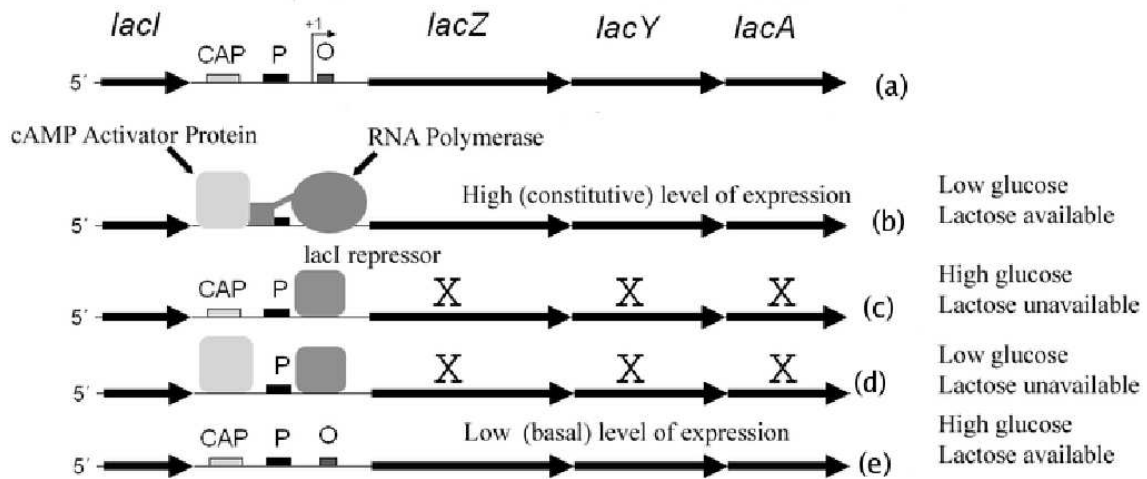 lacI lacZ lacY lacA
+1
CAP P O
5´ (a)
cAMP Activator Protein RNA Polymerase
High (constitutive) level of expression Low glucose
5´ (b) Lactose available
lacI repressor
CAP P X X X High glucose
5´ (c) Lactose unavailable
P X X X Low glucose
5´ (d) Lactose unavailable
CAP P O Low (basal) level of expression High glucose
5´ (e) Lactose available